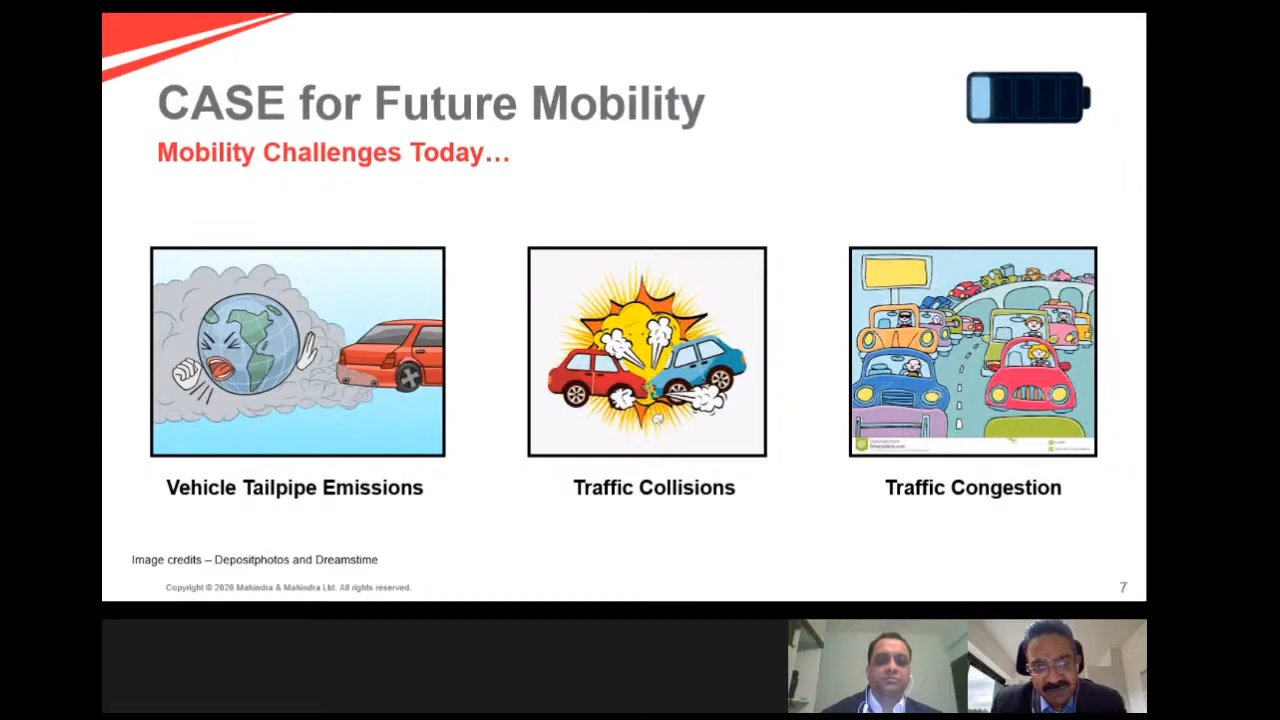 CASE for Future Mobility
Mobility Challenges Today…
Vehicle Tailpipe Emissions
Traffic Collisions
Traffic Congestion
Image credits – Depositphotos and Dreamstime
Copyright © 2020 Mahindra & Mahindra Ltd. All rights reserved.
7